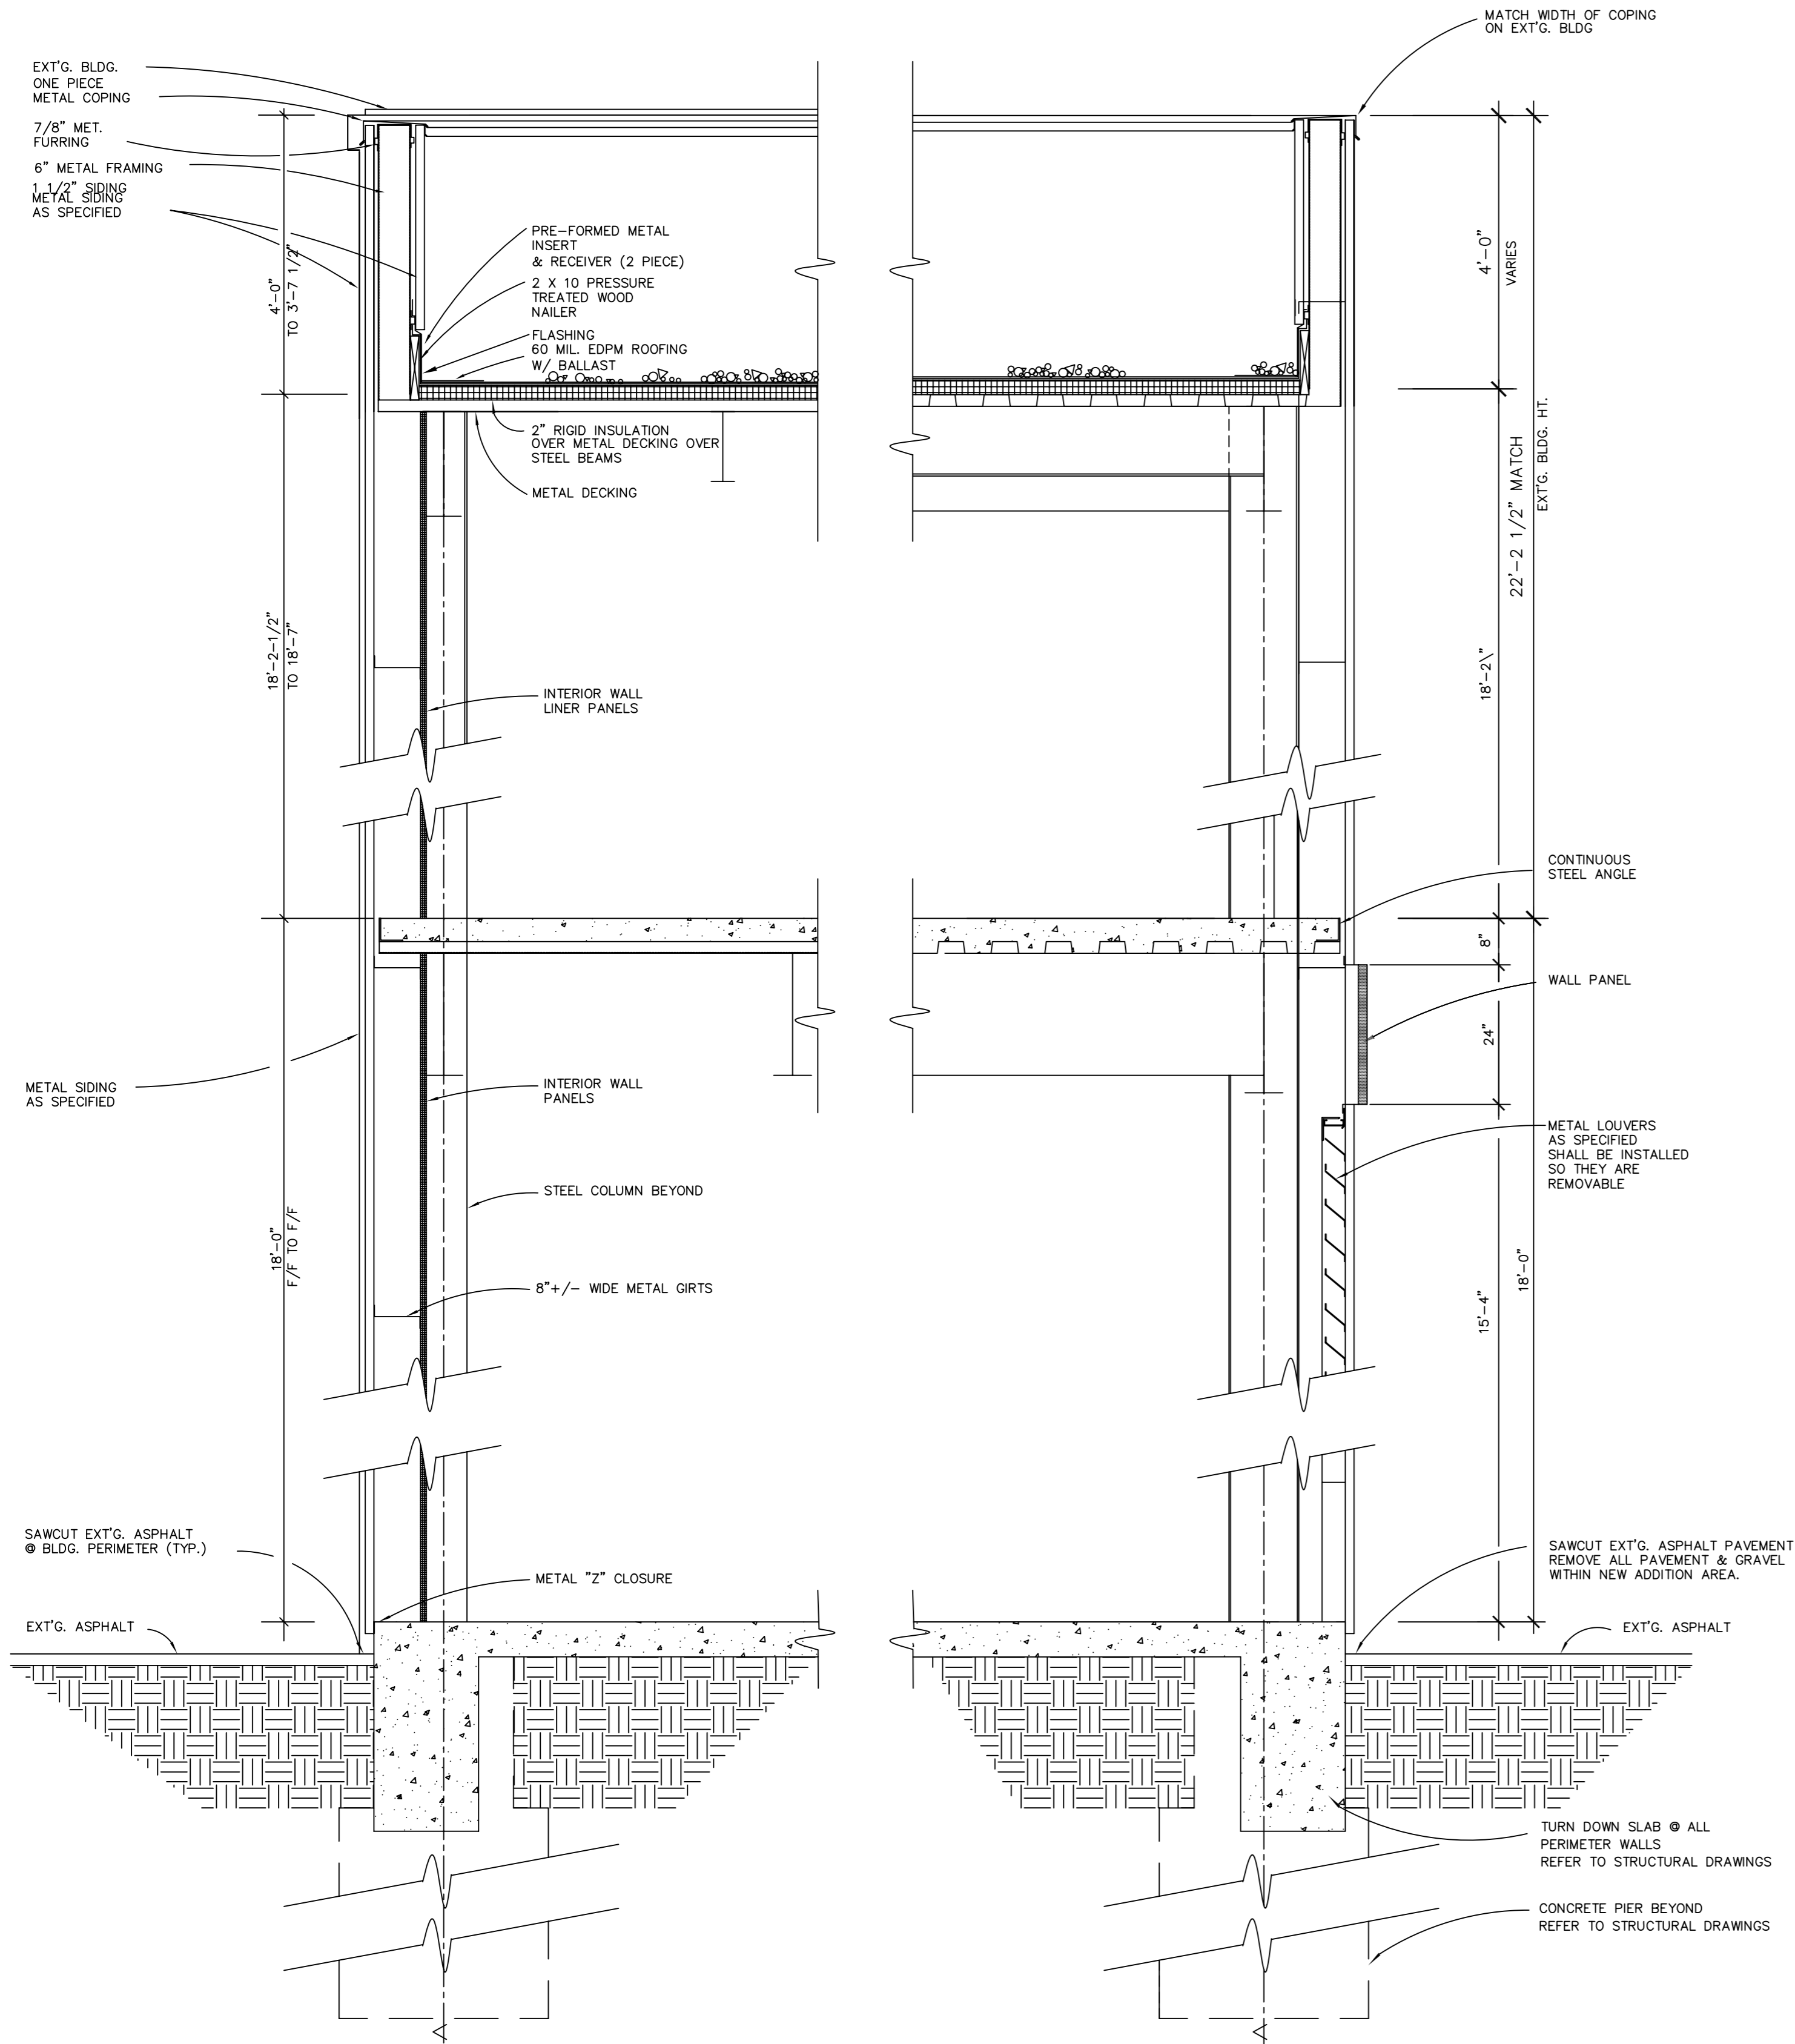 MATCH WIDTH OF COPING
ON EXT'G. BLDG
EXT'G. BLDG.
ONE PIECE
METAL COPING
7/8" MET.
FURRING
6" METAL FRAMING
1 1/2" SIDING
METAL SIDING
AS SPECIFIED
4'-0"
TO 3'-7 1/2"
PRE-FORMED METAL
INSERT
& RECEIVER (2 PIECE)
2 X 10 PRESSURE
TREATED WOOD
NAILER
FLASHING
60 MIL. EDPM ROOFING
W/ BALLAST
2" RIGID INSULATION
OVER METAL DECKING OVER
STEEL BEAMS
METAL DECKING
4'-0"
VARIES
22'-2 1/2" MATCH
EXT'G. BLDG. HT.
18'-2-1/2"
TO 18'-7"
INTERIOR WALL
LINER PANELS
18'-2\"
CONTINUOUS
STEEL ANGLE
8"
WALL PANEL
24"
METAL SIDING
AS SPECIFIED
INTERIOR WALL
PANELS
METAL LOUVERS
AS SPECIFIED
SHALL BE INSTALLED
SO THEY ARE
REMOVABLE
STEEL COLUMN BEYOND
18'-0"
F/F TO F/F
8"+/- WIDE METAL GIRTS
15'-4"
18'-0"
SAWCUT EXT'G. ASPHALT
@ BLDG. PERIMETER (TYP.)
METAL "Z" CLOSURE
SAWCUT EXT'G. ASPHALT PAVEMENT
REMOVE ALL PAVEMENT & GRAVEL
WITHIN NEW ADDITION AREA.
EXT'G. ASPHALT
EXT'G. ASPHALT
TURN DOWN SLAB @ ALL
PERIMETER WALLS
REFER TO STRUCTURAL DRAWINGS
CONCRETE PIER BEYOND
REFER TO STRUCTURAL DRAWINGS